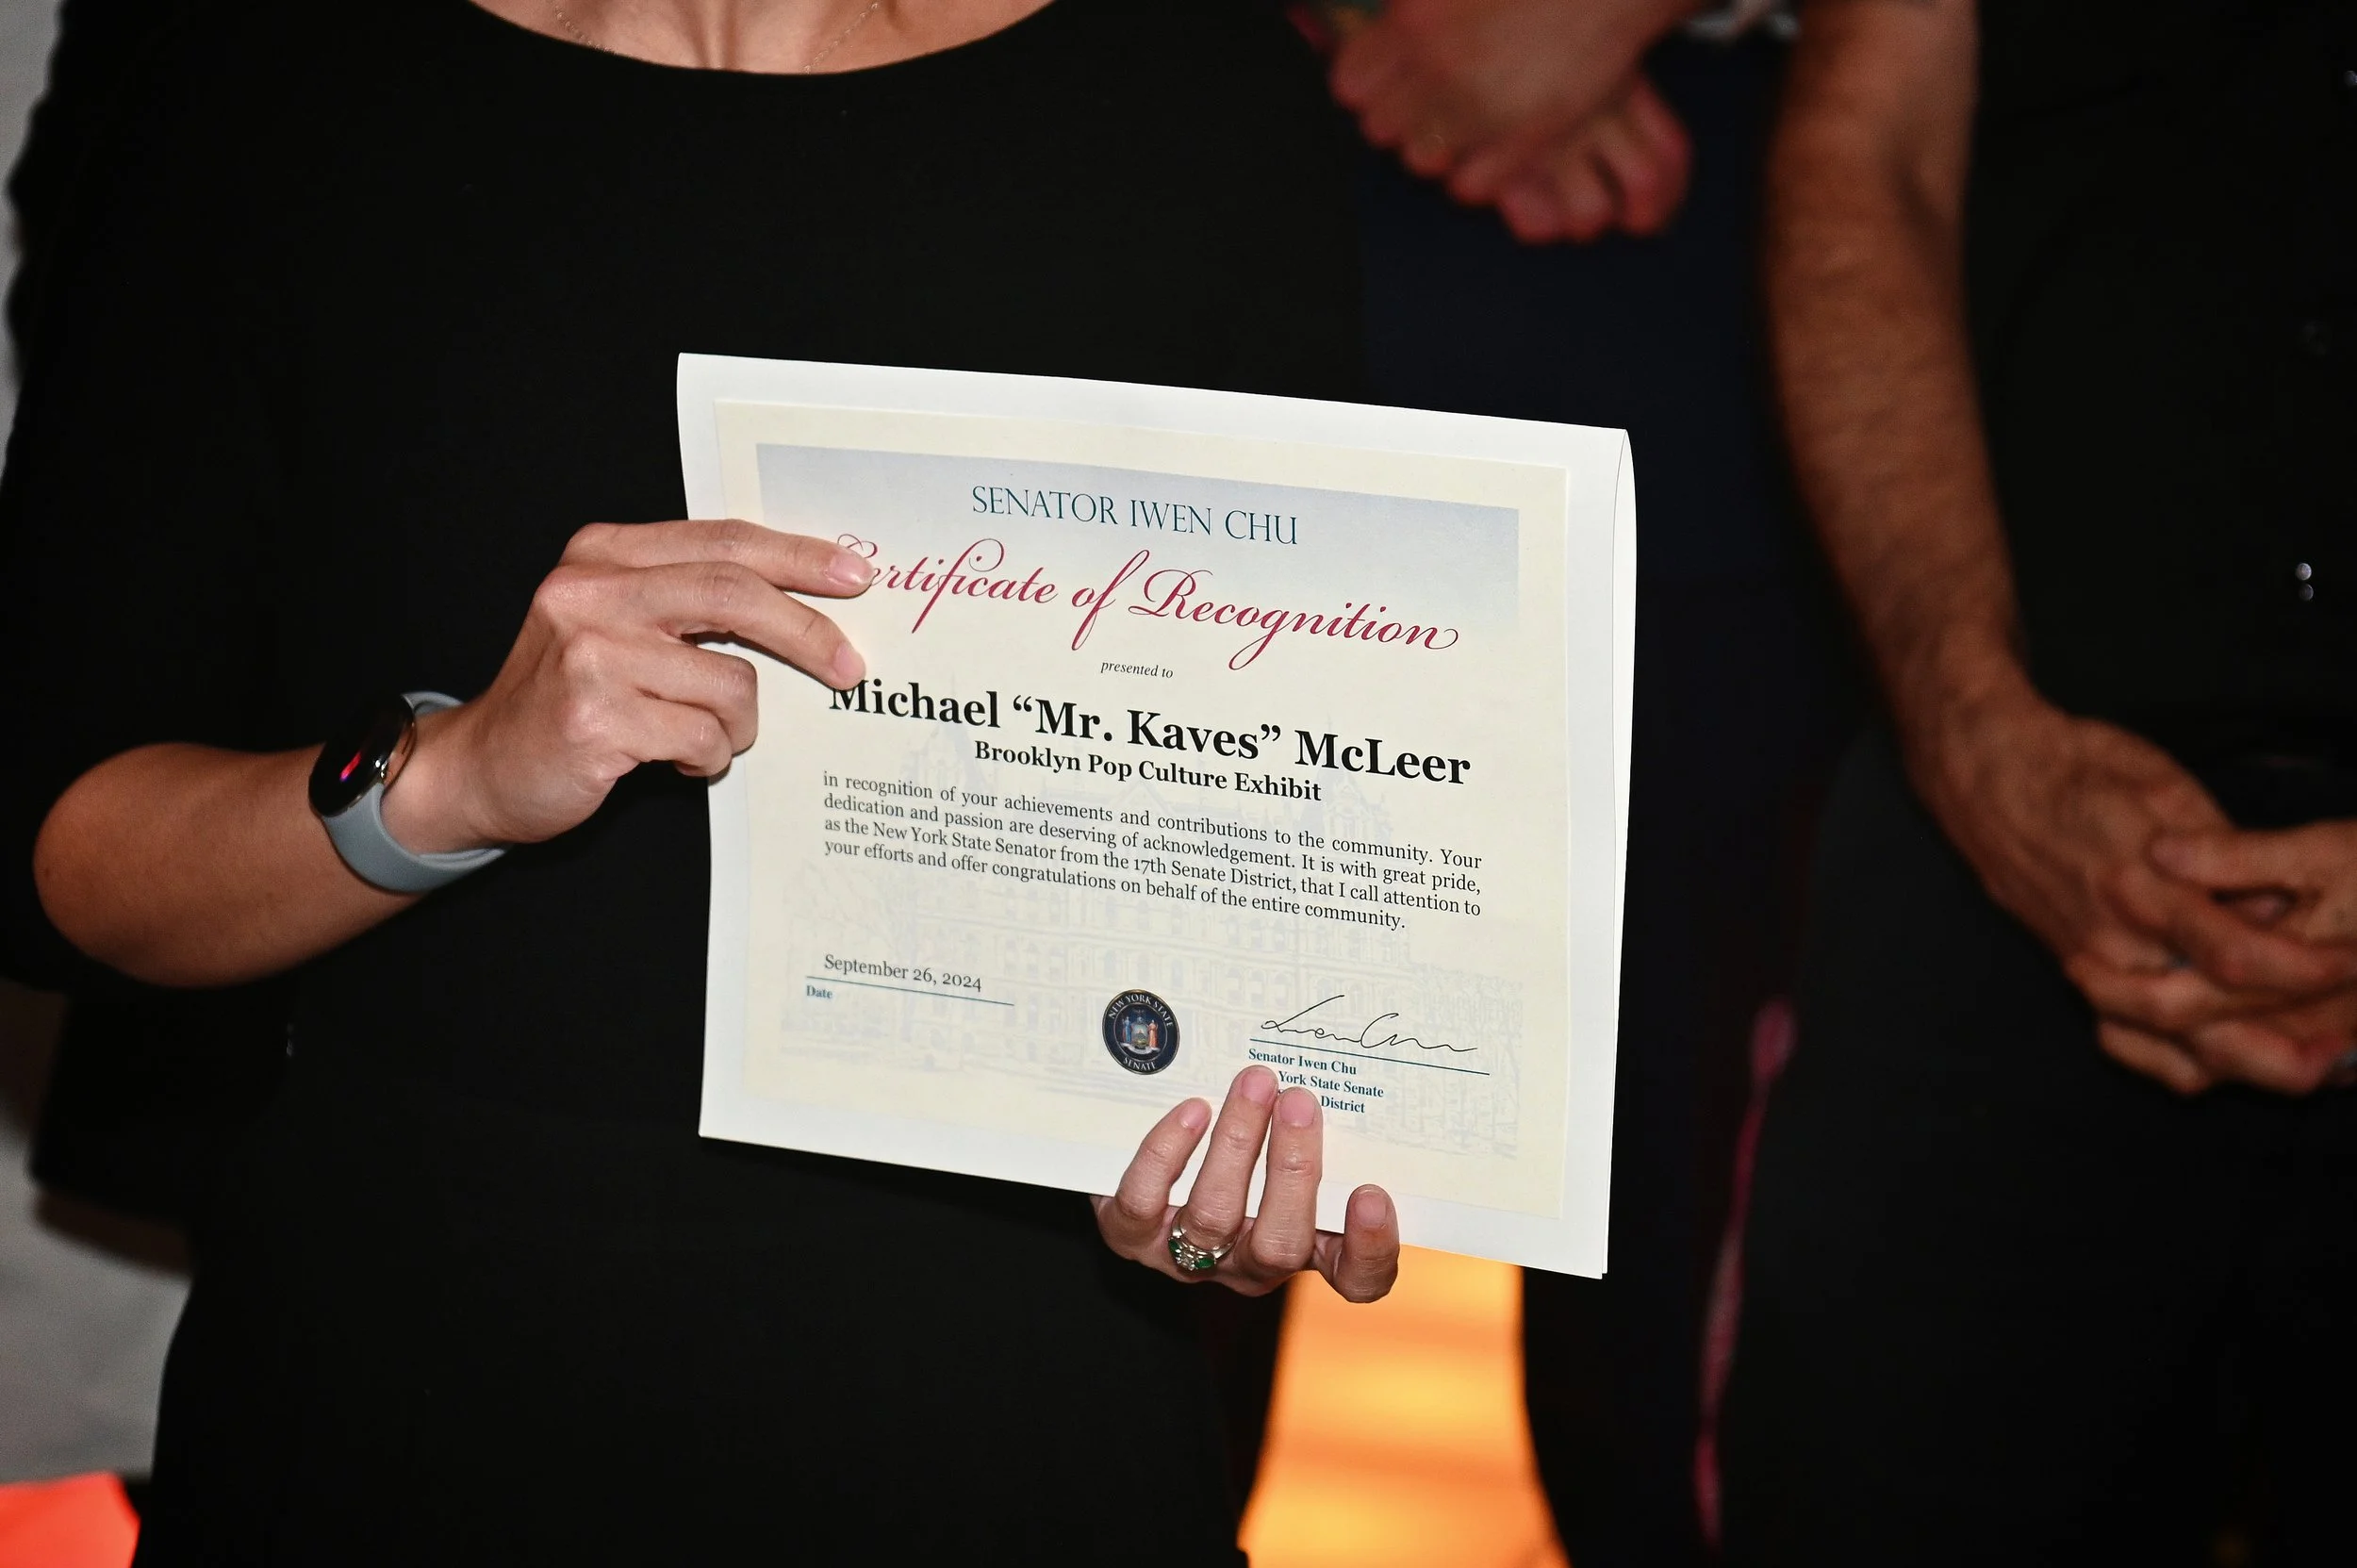 SENATOR IWEN CHU
Certificate of Recognition
presented to
Michael “Mr. Kaves” McLeer
Brooklyn Pop Culture Exhibit
in recognition of your achievements and contributions to the community. Your
dedication and passion are deserving of acknowledgement. It is with great pride,
as the New York State Senator from the 17th Senate District, that I call attention to
your efforts and offer congratulations on behalf of the entire community.
September 26, 2024
Date
NEW YORK STATE
SENATE
Iwen Chu
Senator Iwen Chu
York State Senate
District